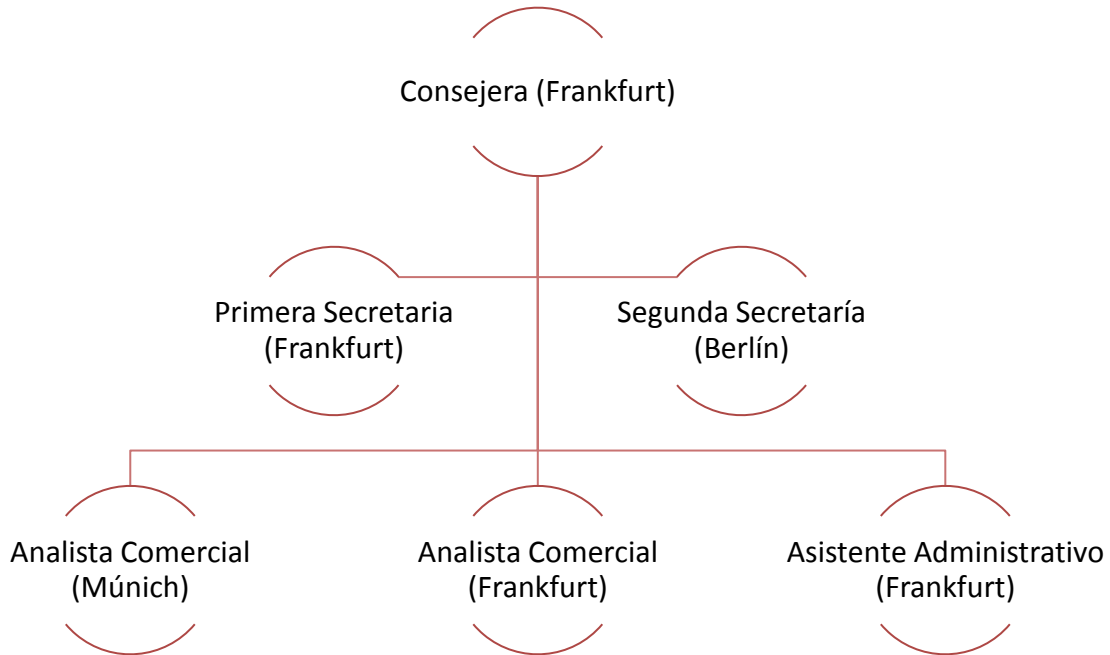 Consejera (Frankfurt)
Primera Secretaria
(Frankfurt)
Segunda Secretaría
(Berlín)
Analista Comercial
(Múnich)
Analista Comercial
(Frankfurt)
Asistente Administrativo
(Frankfurt)